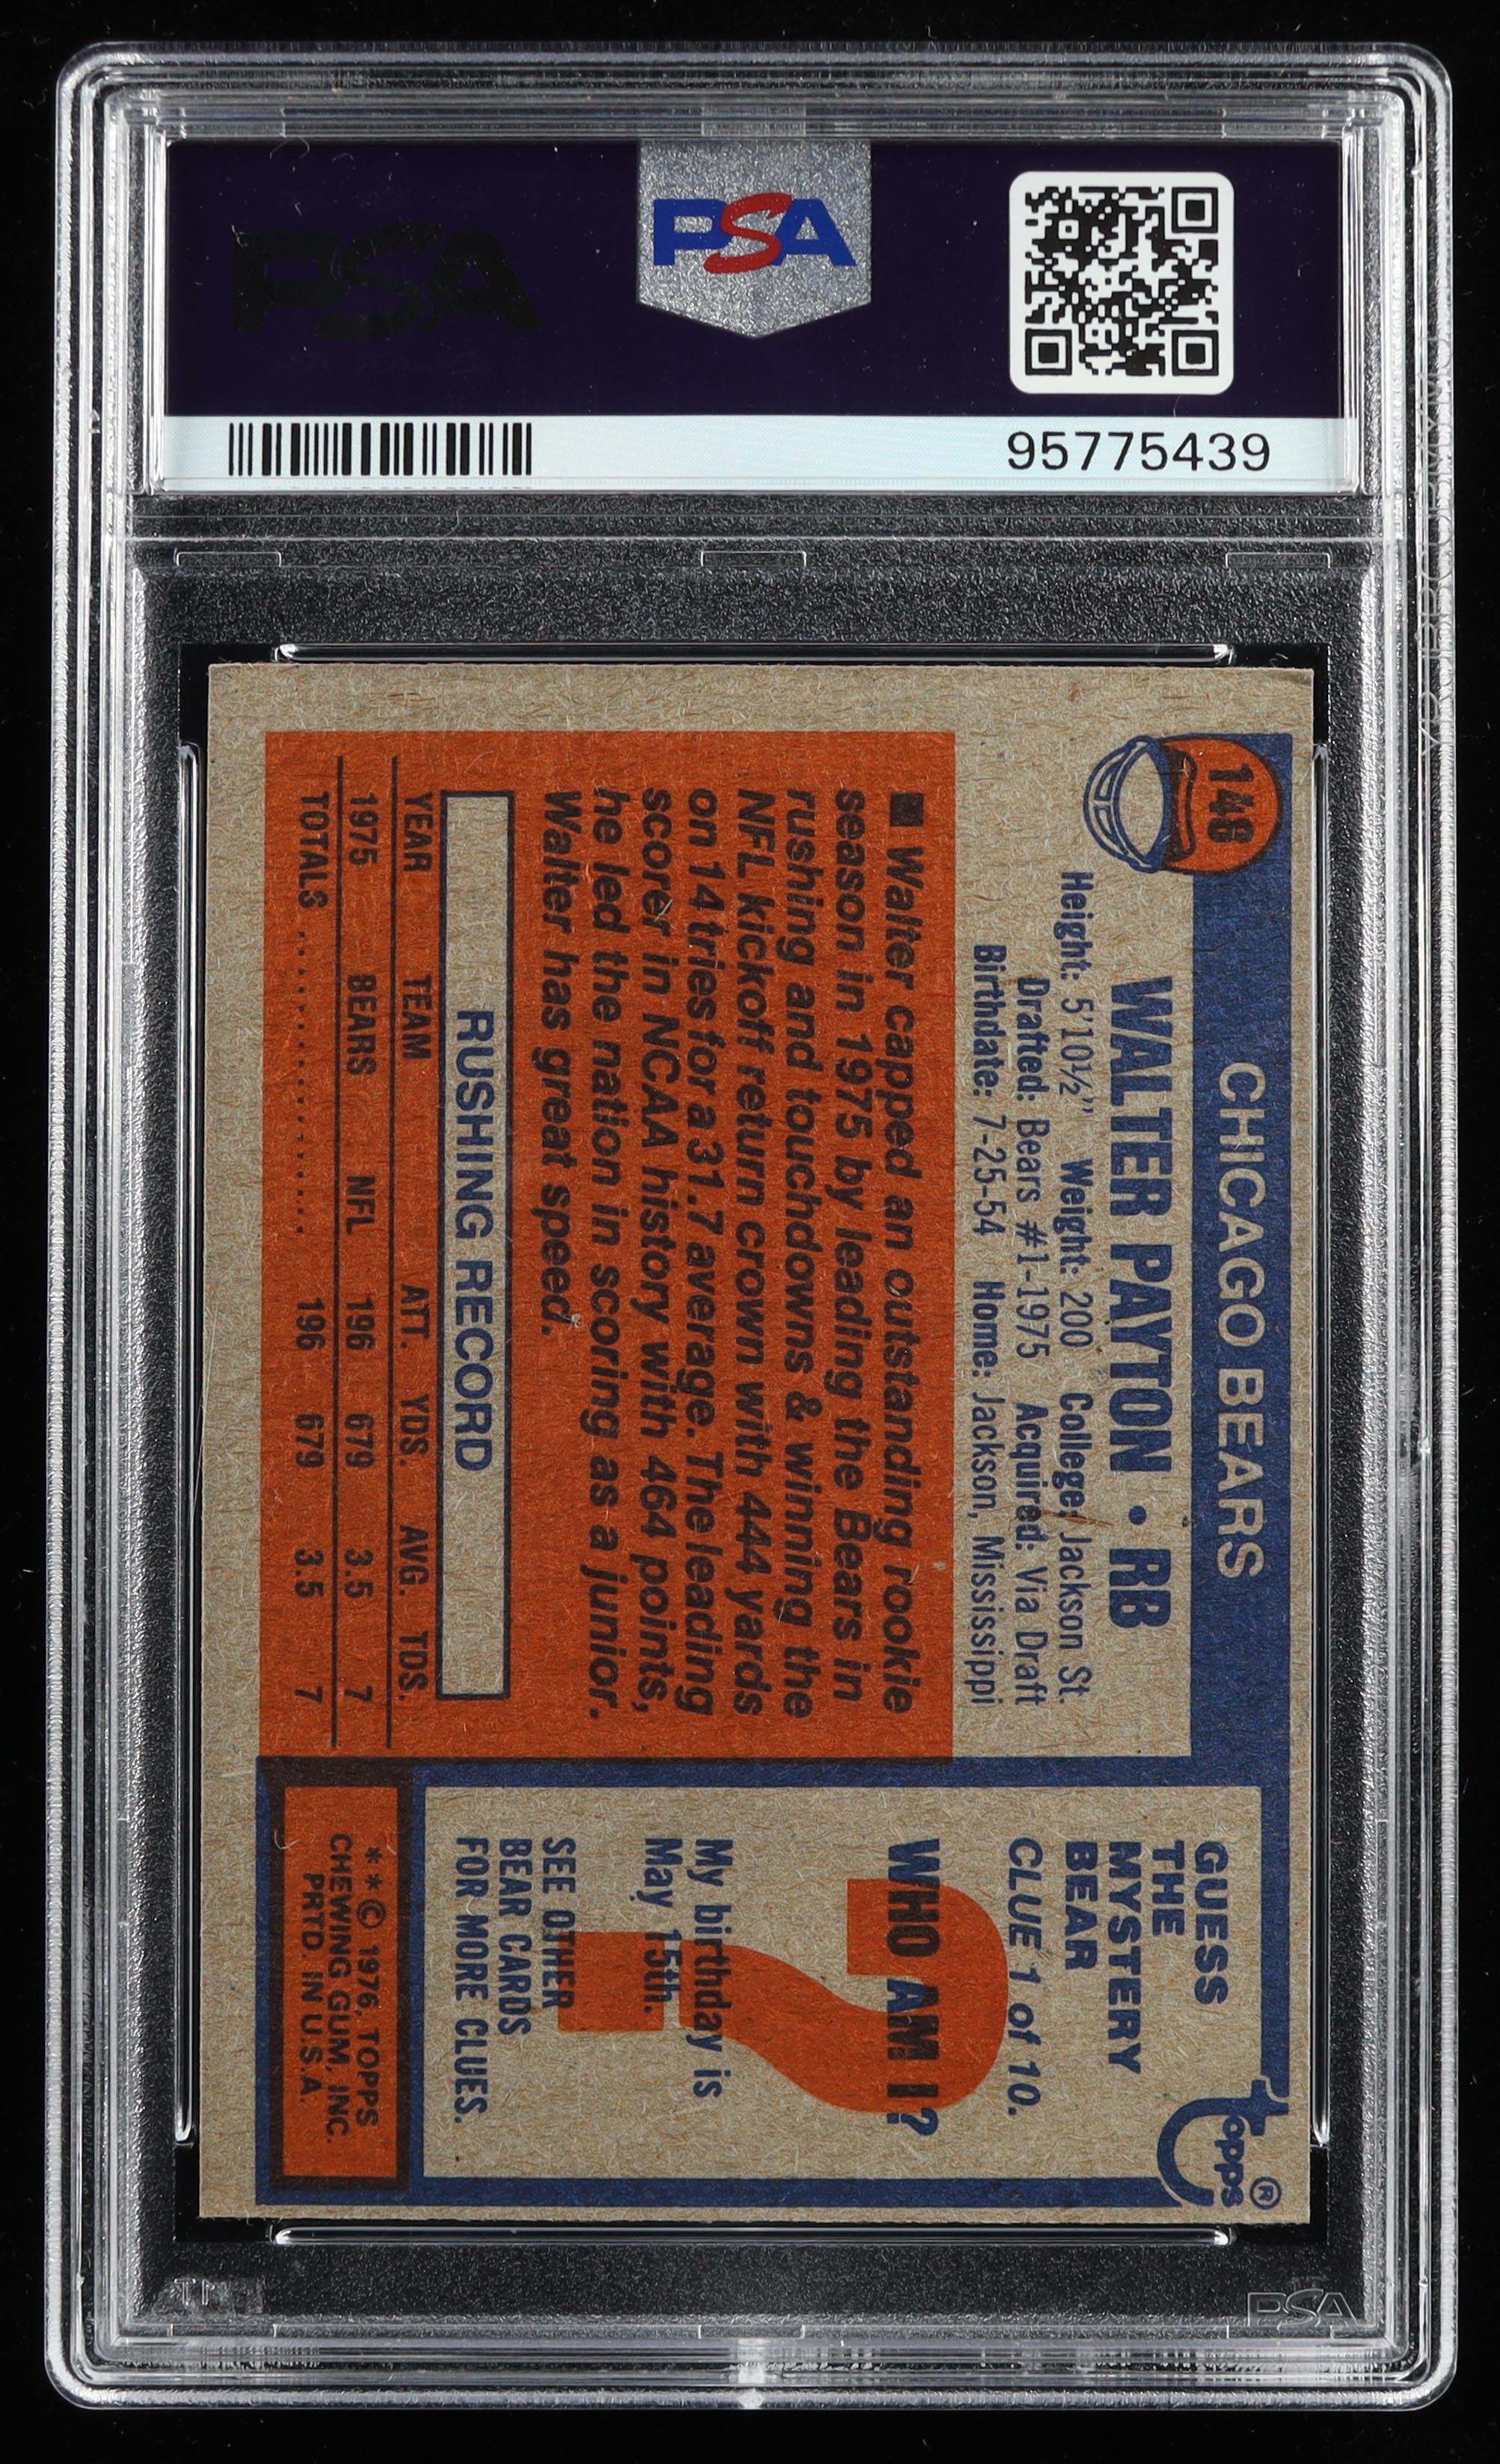 PSA
PSA
95775439
148
CHICAGO BEARS
WALTER PAYTON • RB
Height: 5'10½" Weight: 200 College: Jackson St.
Drafted: Bears #1-1975 Acquired: Via Draft
Birthdate: 7-25-54 Home: Jackson, Mississippi
■ Walter capped an outstanding rookie
season in 1975 by leading the Bears in
rushing and touchdowns & winning the
NFL kickoff return crown with 444 yards
on 14 tries for a 31.7 average. The leading
scorer in NCAA history with 464 points,
he led the nation in scoring as a junior.
Walter has great speed.
RUSHING RECORD
YEAR TEAM ATT. YDS. AVG. TDS.
1975 BEARS NFL 196 679 3.5 7
TOTALS .................... 196 679 3.5 7
topps®
GUESS
THE
MYSTERY
BEAR
CLUE 1 of 10.
WHO AM I?
?
My birthday is
May 15th.
SEE OTHER
BEAR CARDS
FOR MORE CLUES.
**© 1976, TOPPS
CHEWING GUM, INC.
PRTD. IN U.S.A.
PSA